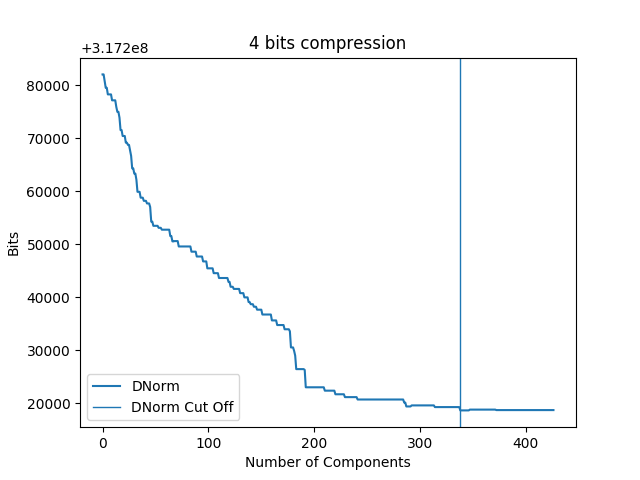 4 bits compression
+3.172e8
80000
70000
60000
50000
40000
30000
20000
Bits
DNorm
DNorm Cut Off
0 100 200 300 400
Number of Components